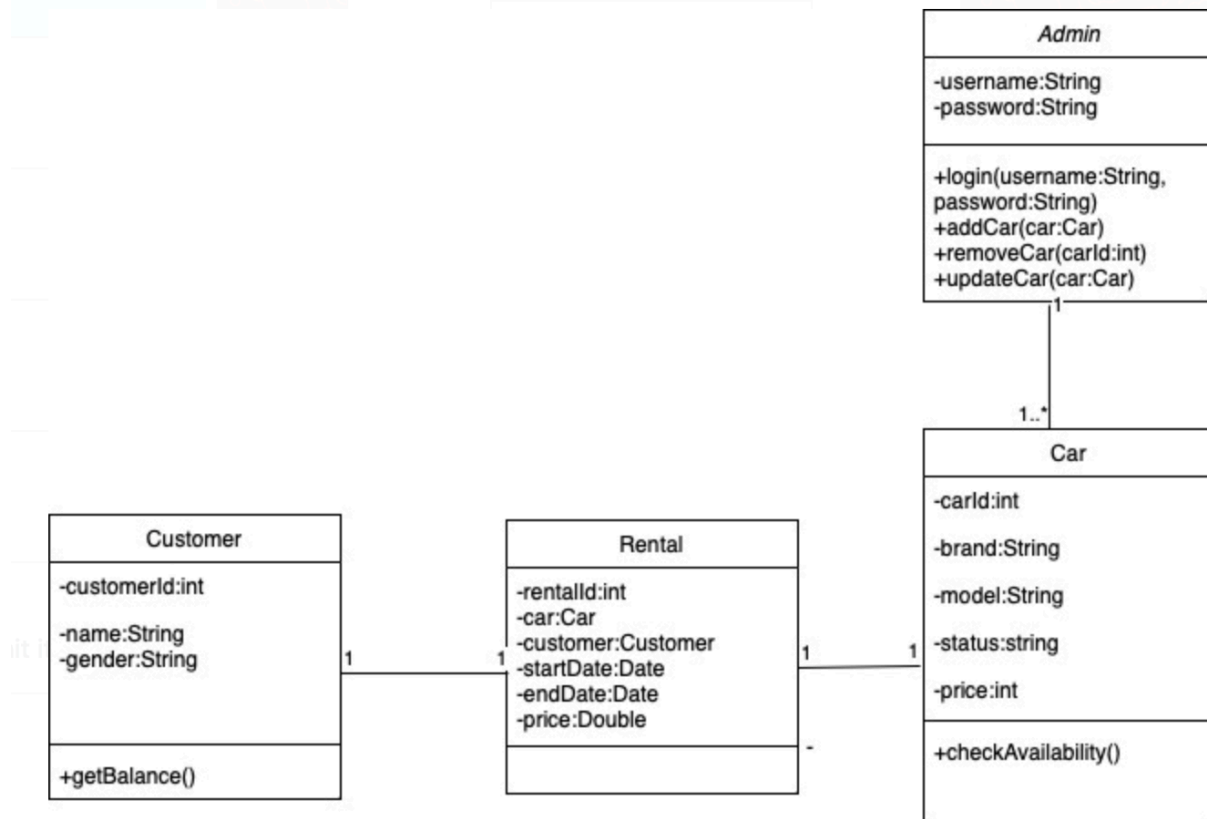 Admin
-username:String
-password:String
+login(username:String,
password:String)
+addCar(car:Car)
+removeCar(carId:int)
+updateCar(car:Car)
1
1..*
Car
-carId:int
-brand:String
-model:String
-status:string
-price:int
+checkAvailability()
Customer
-customerId:int
-name:String
-gender:String
+getBalance()
1
1
Rental
-rentalId:int
-car:Car
-customer:Customer
-startDate:Date
-endDate:Date
-price:Double
1
1
-